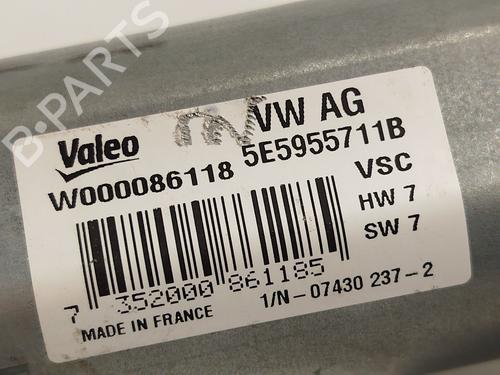 B-PARTS
VW AG
Valeo
5E5955711B
W000086118
VSC
HW 7
SW 7
7 352000 861185
1/N-07430 237-2
MADE IN FRANCE